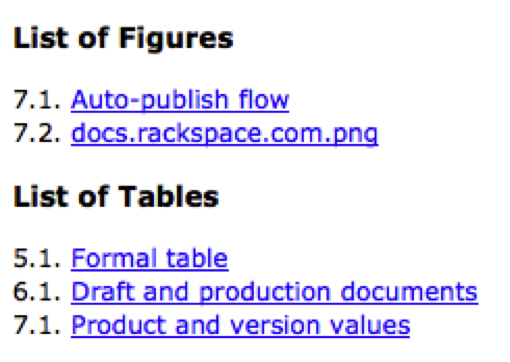 List of Figures
7.1. Auto-publish flow
7.2. docs.rackspace.com.png
List of Tables
5.1. Formal table
6.1. Draft and production documents
7.1. Product and version values